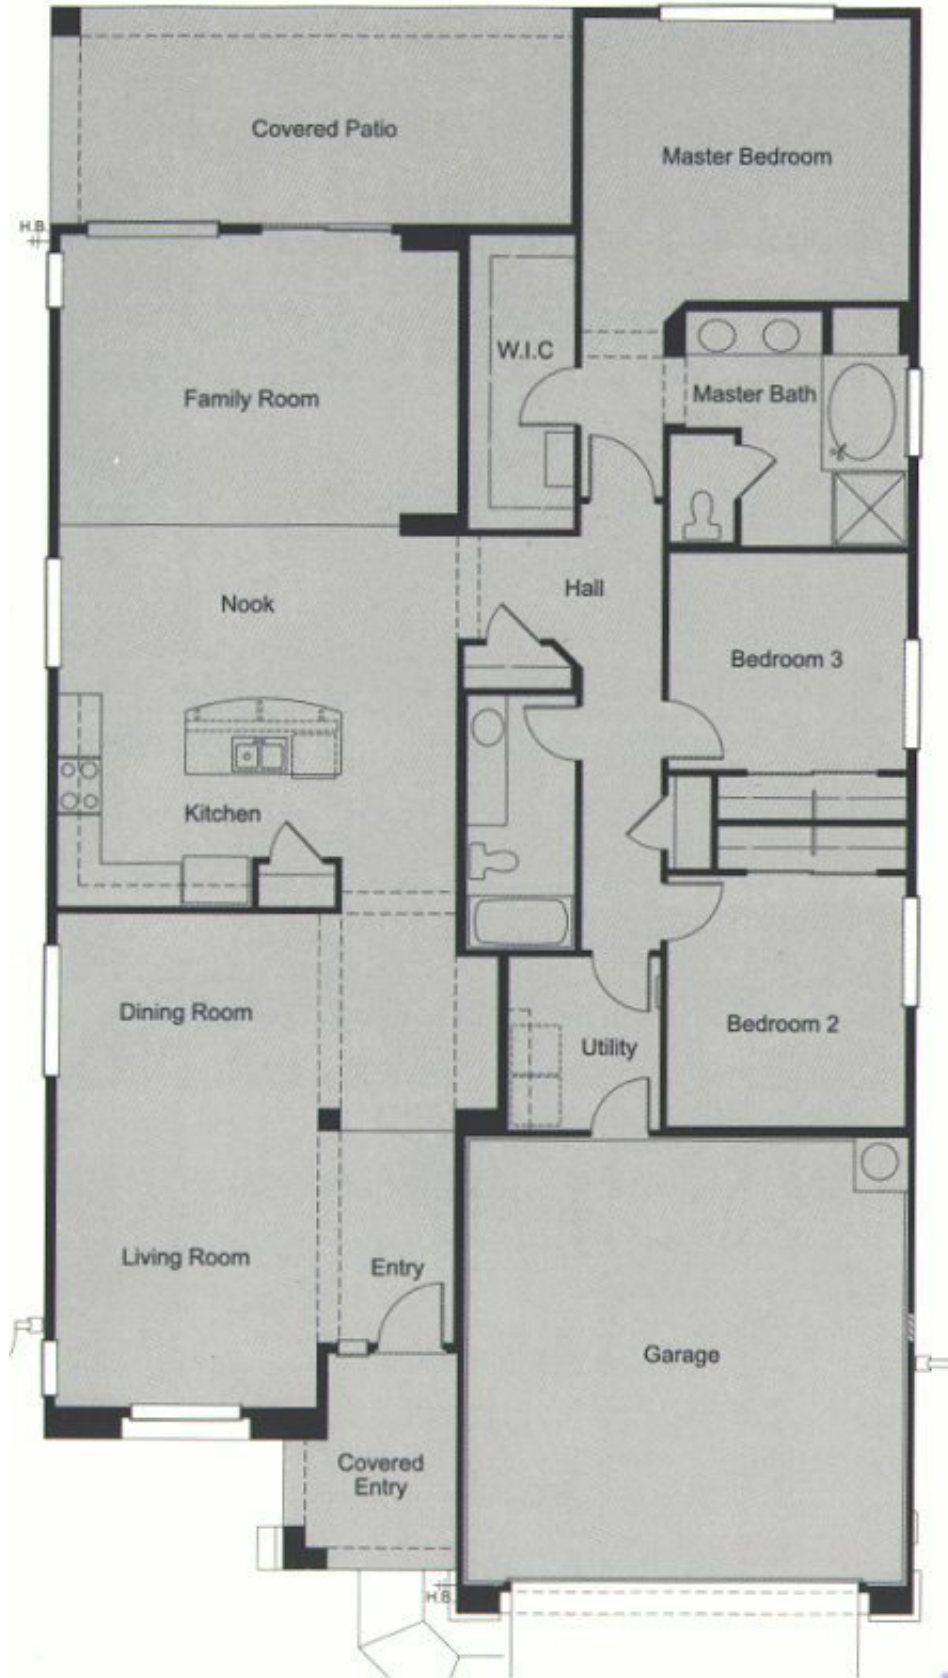 Covered Patio
Master Bedroom
H.B.
W.I.C
Master Bath
Family Room
Hall
Nook
Bedroom 3
Kitchen
Dining Room
Bedroom 2
Utility
Living Room
Entry
Garage
Covered
Entry
H.B.